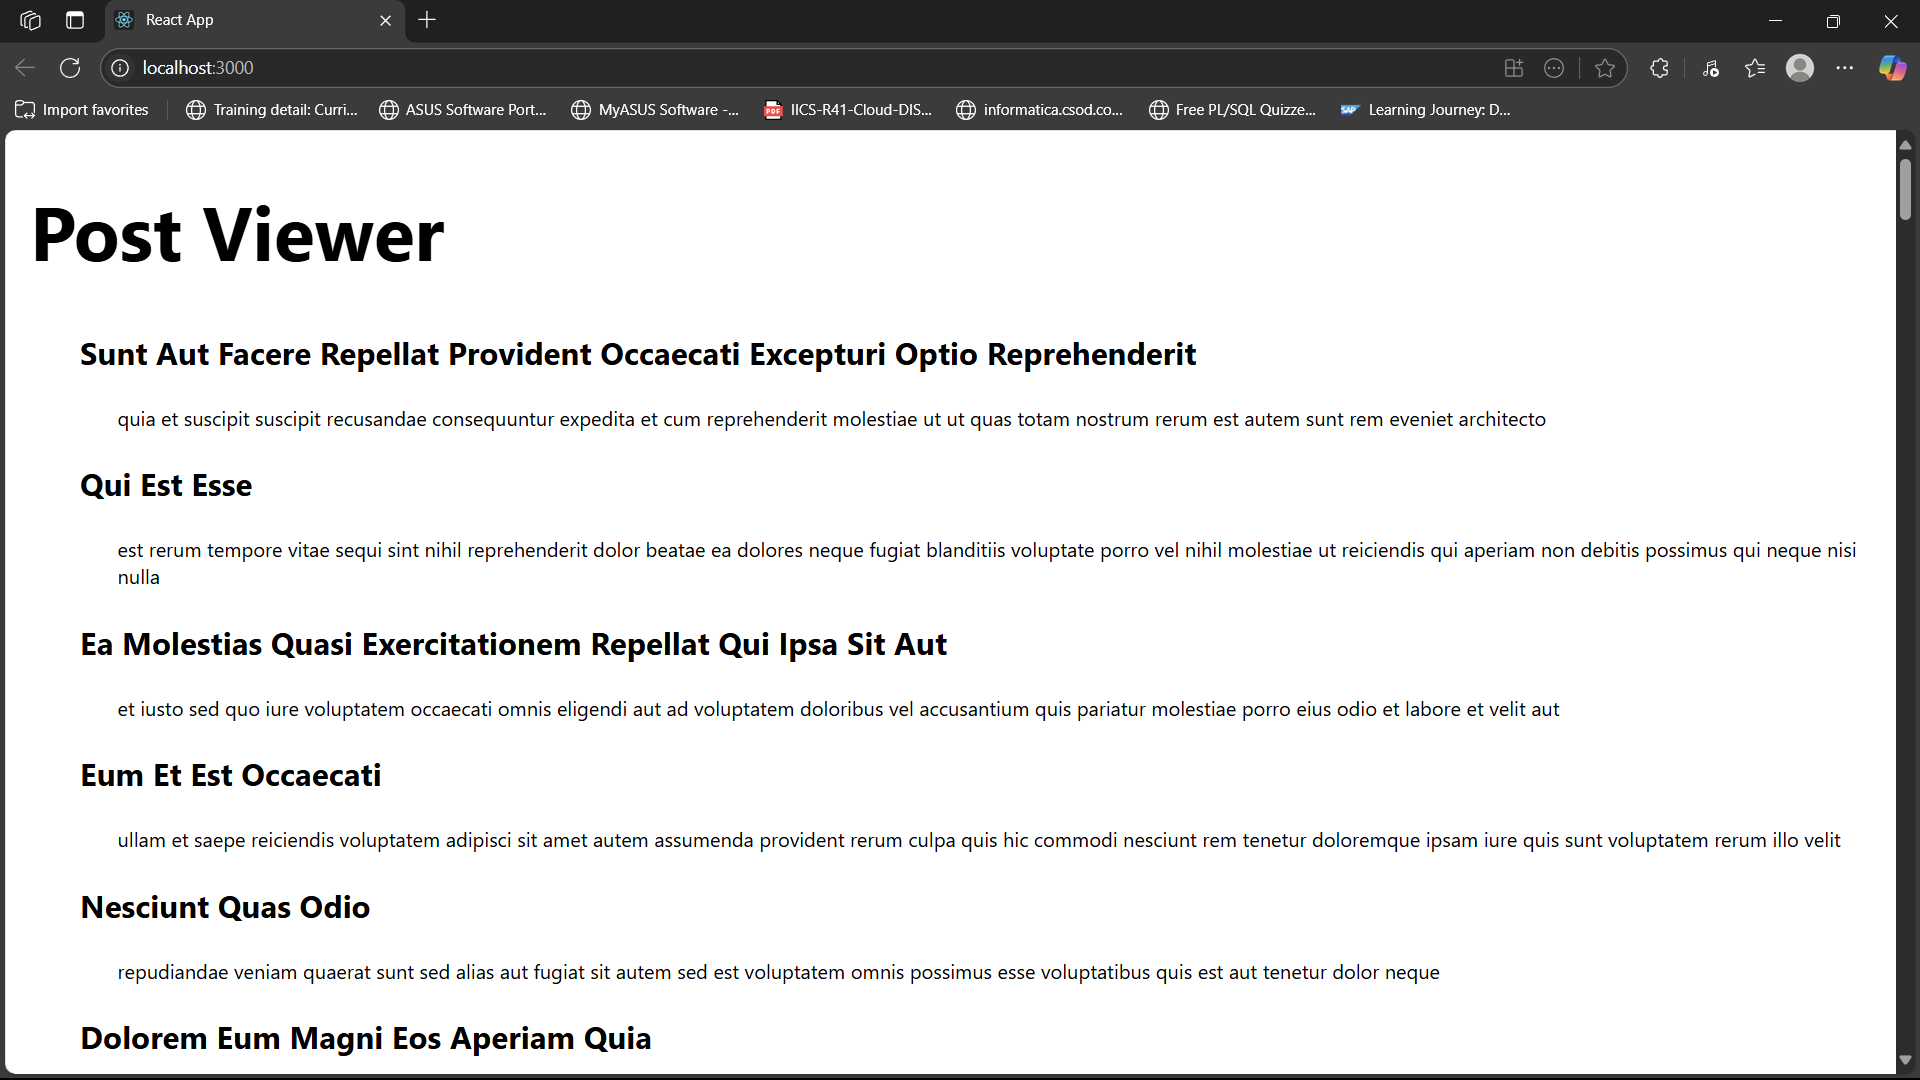 React App
localhost:3000
Import favorites
Training detail: Curri...
ASUS Software Port...
MyASUS Software -...
PDF
IICS-R41-Cloud-DIS...
informatica.csod.co...
Free PL/SQL Quizze...
SAP
Learning Journey: D...
Post Viewer
Sunt Aut Facere Repellat Provident Occaecati Excepturi Optio Reprehenderit
quia et suscipit suscipit recusandae consequuntur expedita et cum reprehenderit molestiae ut ut quas totam nostrum rerum est autem sunt rem eveniet architecto
Qui Est Esse
est rerum tempore vitae sequi sint nihil reprehenderit dolor beatae ea dolores neque fugiat blanditiis voluptate porro vel nihil molestiae ut reiciendis qui aperiam non debitis possimus qui neque nisi
nulla
Ea Molestias Quasi Exercitationem Repellat Qui Ipsa Sit Aut
et iusto sed quo iure voluptatem occaecati omnis eligendi aut ad voluptatem doloribus vel accusantium quis pariatur molestiae porro eius odio et labore et velit aut
Eum Et Est Occaecati
ullam et saepe reiciendis voluptatem adipisci sit amet autem assumenda provident rerum culpa quis hic commodi nesciunt rem tenetur doloremque ipsam iure quis sunt voluptatem rerum illo velit
Nesciunt Quas Odio
repudiandae veniam quaerat sunt sed alias aut fugiat sit autem sed est voluptatem omnis possimus esse voluptatibus quis est aut tenetur dolor neque
Dolorem Eum Magni Eos Aperiam Quia